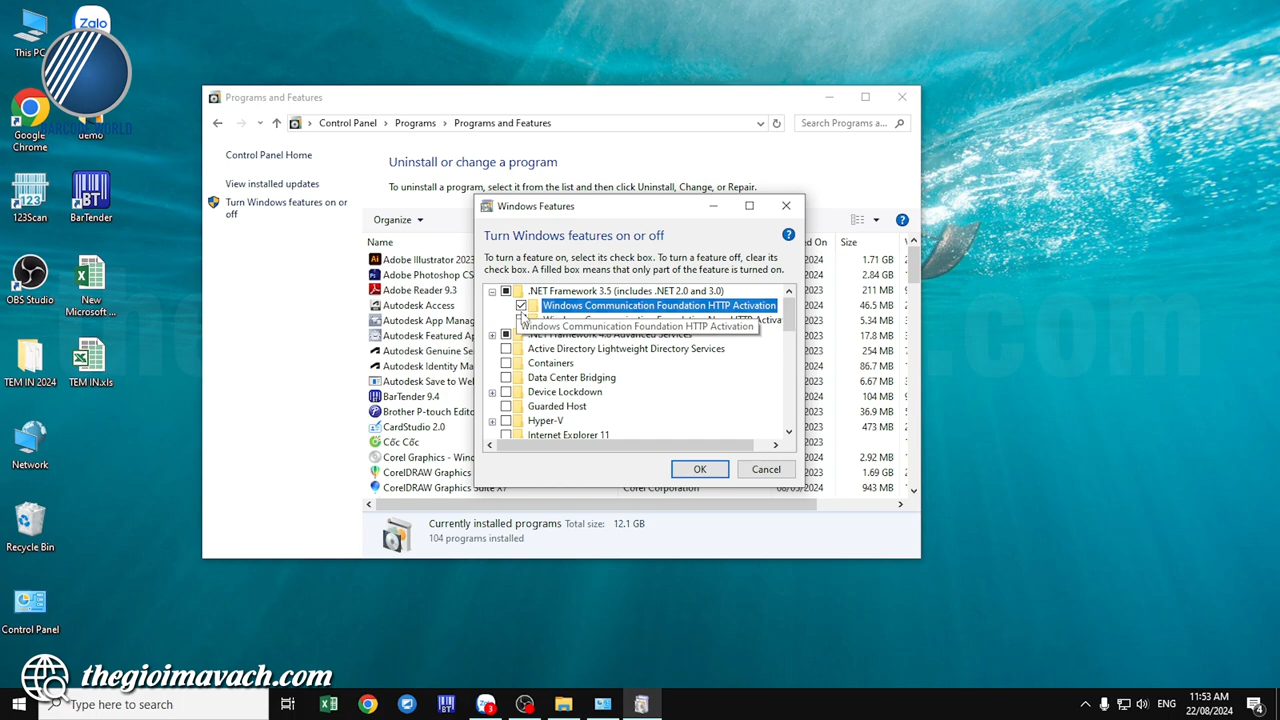 This PC
Zalo
Google Chrome
demo
123Scan
BarTender
OBS Studio
New Microsoft ...
TEM IN 2024
TEM IN.xls
Network
Recycle Bin
Control Panel
Programs and Features
Control Panel
Programs
Programs and Features
Search Programs a...
Control Panel Home
View installed updates
Turn Windows features on or off
Uninstall or change a program
To uninstall a program, select it from the list and then click Uninstall, Change, or Repair.
Organize
Name
Size
Adobe Illustrator 2023
1.71 GB
Adobe Photoshop CS
2.84 GB
Adobe Reader 9.3
211 MB
Autodesk Access
46.5 MB
Autodesk App Manag
5.34 MB
Autodesk Featured Ap
17.8 MB
Autodesk Genuine Se
254 MB
Autodesk Identity Ma
86.7 MB
Autodesk Save to Web
6.67 MB
BarTender 9.4
104 MB
Brother P-touch Edito
36.9 MB
CardStudio 2.0
473 MB
Cốc Cốc
Corel Graphics - Win
2.92 MB
CorelDRAW Graphics
1.69 GB
CorelDRAW Graphics Suite X7
Corel Corporation
943 MB
Currently installed programs Total size: 12.1 GB
104 programs installed
Windows Features
Turn Windows features on or off
To turn a feature on, select its check box. To turn a feature off, clear its
check box. A filled box means that only part of the feature is turned on.
.NET Framework 3.5 (includes .NET 2.0 and 3.0)
Windows Communication Foundation HTTP Activation
Windows Communication Foundation HTTP Activation
Active Directory Lightweight Directory Services
Containers
Data Center Bridging
Device Lockdown
Guarded Host
Hyper-V
Internet Explorer 11
OK
Cancel
thegioimavach.com
Type here to search
11:53 AM
22/08/2024